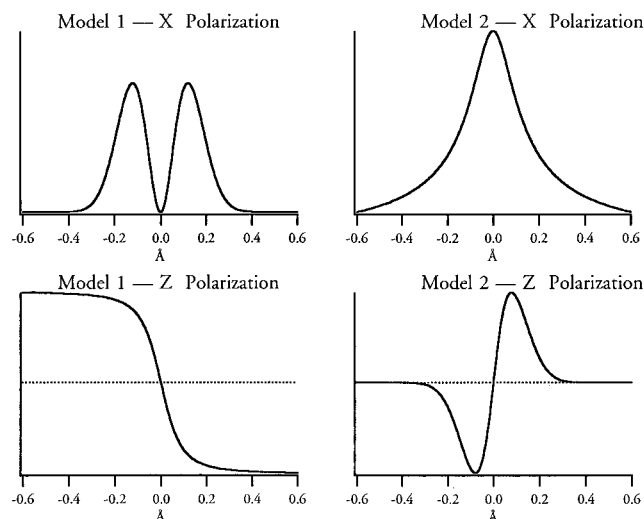 Model 1 — X Polarization
-0.6 -0.4 -0.2 0.0 0.2 0.4 0.6
Å
Model 2 — X Polarization
-0.6 -0.4 -0.2 0.0 0.2 0.4 0.6
Å
Model 1 — Z Polarization
-0.6 -0.4 -0.2 0.0 0.2 0.4 0.6
Å
Model 2 — Z Polarization
-0.6 -0.4 -0.2 0.0 0.2 0.4 0.6
Å